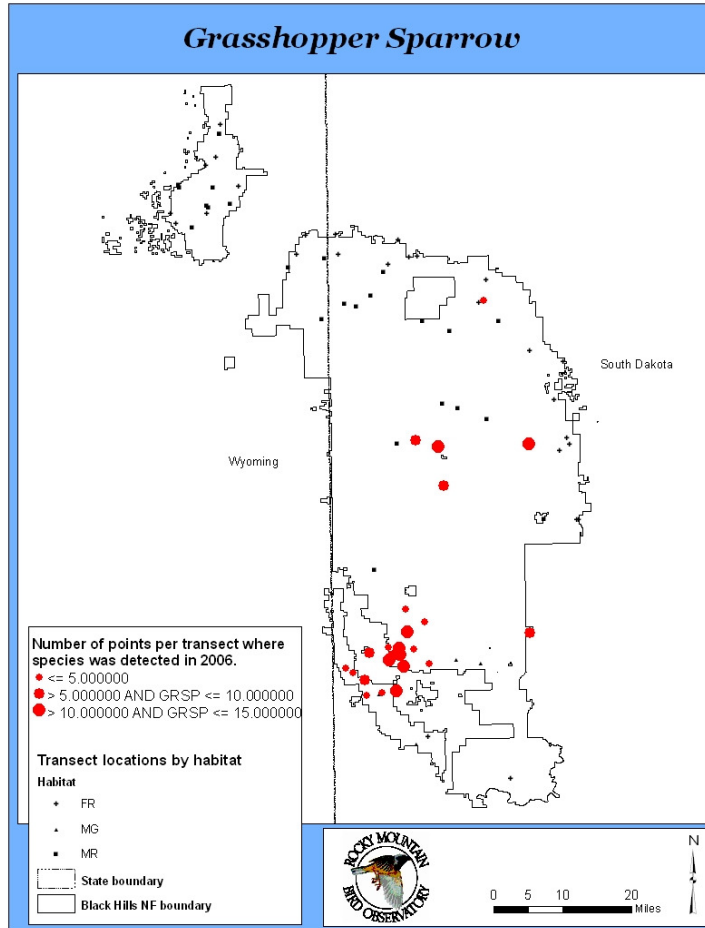 Grasshopper Sparrow
South Dakota
Wyoming
Number of points per transect where
species was detected in 2006.
<= 5.000000
> 5.000000 AND GRSP <= 10.000000
> 10.000000 AND GRSP <= 15.000000
Transect locations by habitat
Habitat
FR
MG
MR
State boundary
Black Hills NF boundary
ROCKY MOUNTAIN
BIRD OBSERVATORY
N
0 5 10 20
Miles